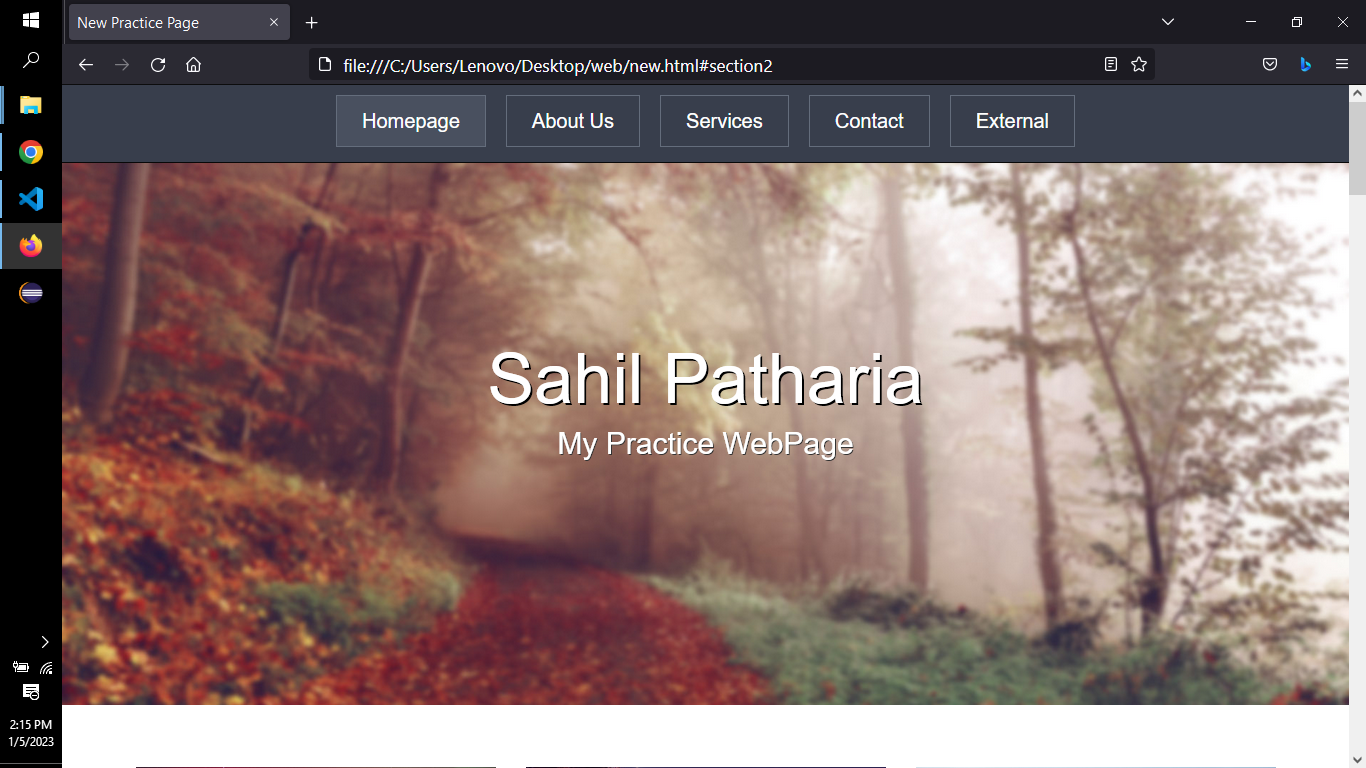 New Practice Page
file:///C:/Users/Lenovo/Desktop/web/new.html#section2
Homepage About Us Services Contact External
Sahil Patharia
My Practice WebPage
2:15 PM
1/5/2023